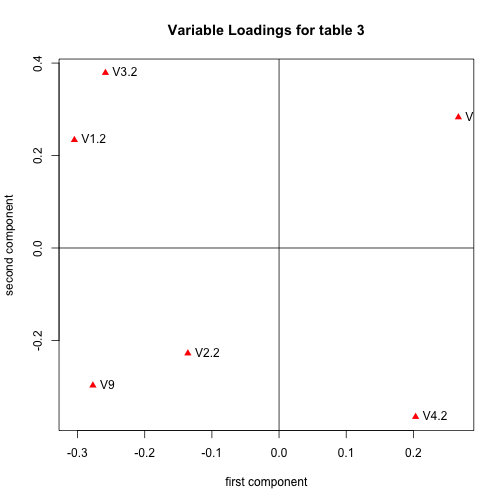 Variable Loadings for table 3
V3.2
V
V1.2
V2.2
V9
V4.2
second component
0.4
0.2
0.0
-0.2
-0.3
-0.2
-0.1
0.0
0.1
0.2
first component